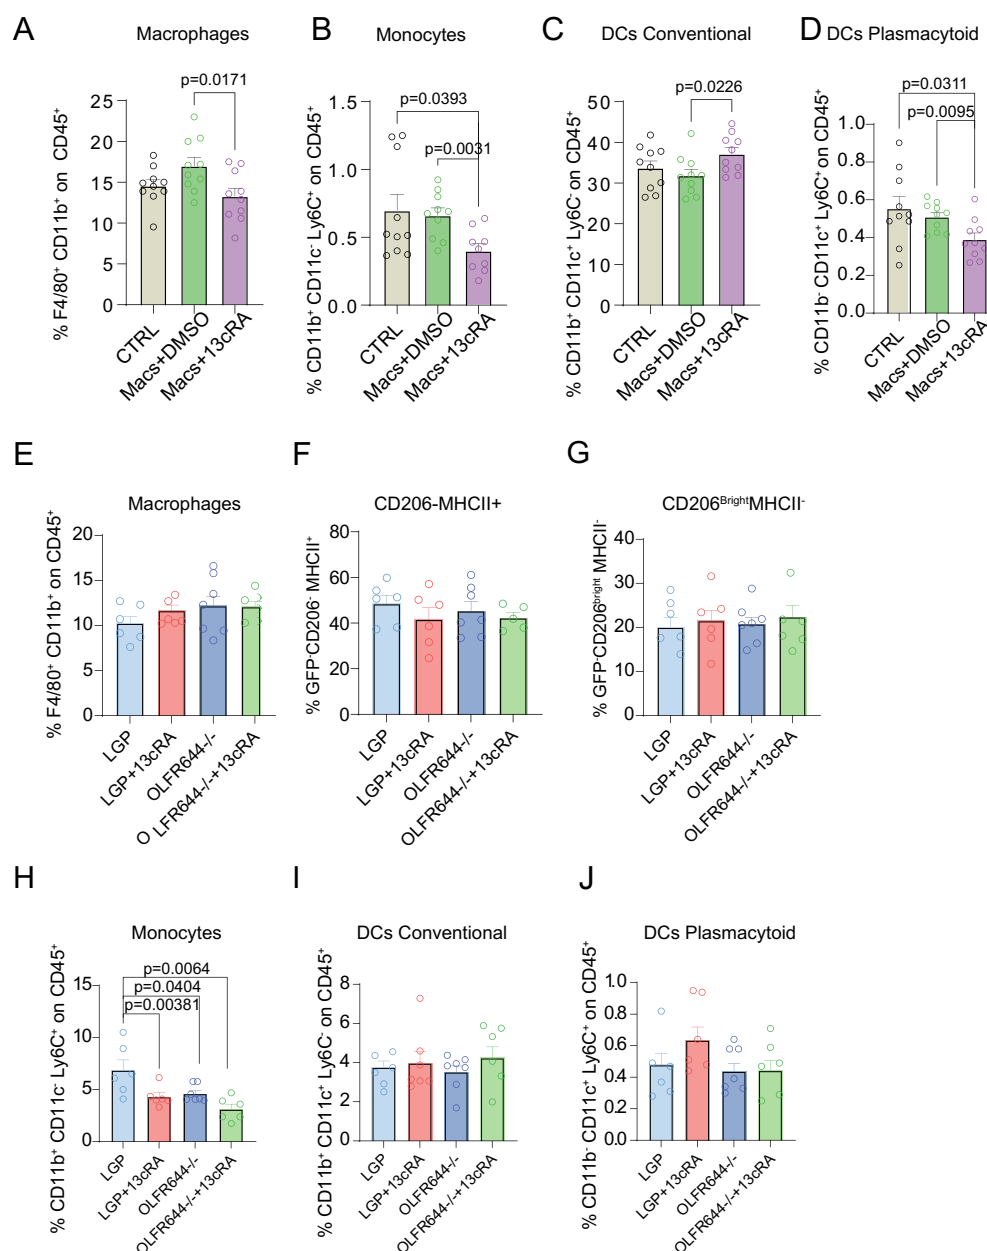 A
Macrophages
% F4/80⁺ CD11b⁺ on CD45⁺
p=0.0171
25
20
15
10
5
0
CTRL
Macs+DMSO
Macs+13cRA
B
Monocytes
% CD11b⁺ CD11c⁻ Ly6C⁺ on CD45⁺
p=0.0393
p=0.0031
1.5
1.0
0.5
0.0
CTRL
Macs+DMSO
Macs+13cRA
C
DCs Conventional
% CD11b⁺ CD11c⁺ Ly6C⁻ on CD45⁺
p=0.0226
50
40
30
20
10
0
CTRL
Macs+DMSO
Macs+13cRA
D
DCs Plasmacytoid
% CD11b⁻ CD11c⁺ Ly6C⁺ on CD45⁺
p=0.0311
p=0.0095
1.0
0.8
0.6
0.4
0.2
0.0
CTRL
Macs+DMSO
Macs+13cRA
E
Macrophages
% F4/80⁺ CD11b⁺ on CD45⁺
20
15
10
5
0
LGP
LGP+13cRA
OLFR644-/-
O LFR644-/-+13cRA
F
CD206-MHCII+
% GFP⁻CD206⁻ MHCII⁺
80
60
40
20
0
LGP
LGP+13cRA
OLFR644-/-
OLFR644-/-+13cRA
G
CD206ᴮʳⁱᵍʰᵗMHCII⁻
% GFP⁻CD206ᵇʳⁱᵍʰᵗ MHCII⁻
40
30
20
10
0
LGP
LGP+13cRA
OLFR644-/-
OLFR644-/-+13cRA
H
Monocytes
% CD11b⁺ CD11c⁻ Ly6C⁺ on CD45⁺
p=0.0064
p=0.0404
p=0.00381
15
10
5
0
LGP
LGP+13cRA
OLFR644-/-
OLFR644-/-+13cRA
I
DCs Conventional
% CD11b⁺ CD11c⁺ Ly6C⁻ on CD45⁺
8
6
4
2
0
LGP
LGP+13cRA
OLFR644-/-
OLFR644-/-+13cRA
J
DCs Plasmacytoid
% CD11b⁻ CD11c⁺ Ly6C⁺ on CD45⁺
1.0
0.8
0.6
0.4
0.2
0.0
LGP
LGP+13cRA
OLFR644-/-
OLFR644-/-+13cRA